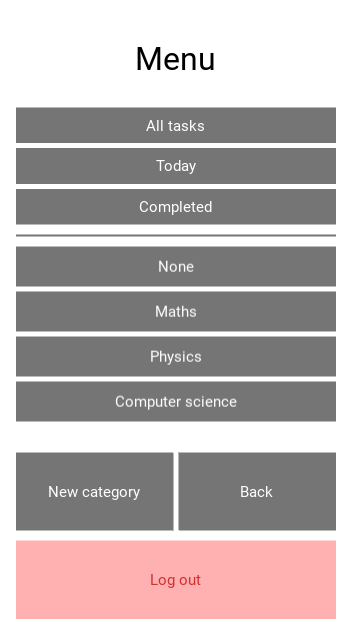 Menu
All tasks
Today
Completed
None
Maths
Physics
Computer science
New category
Back
Log out